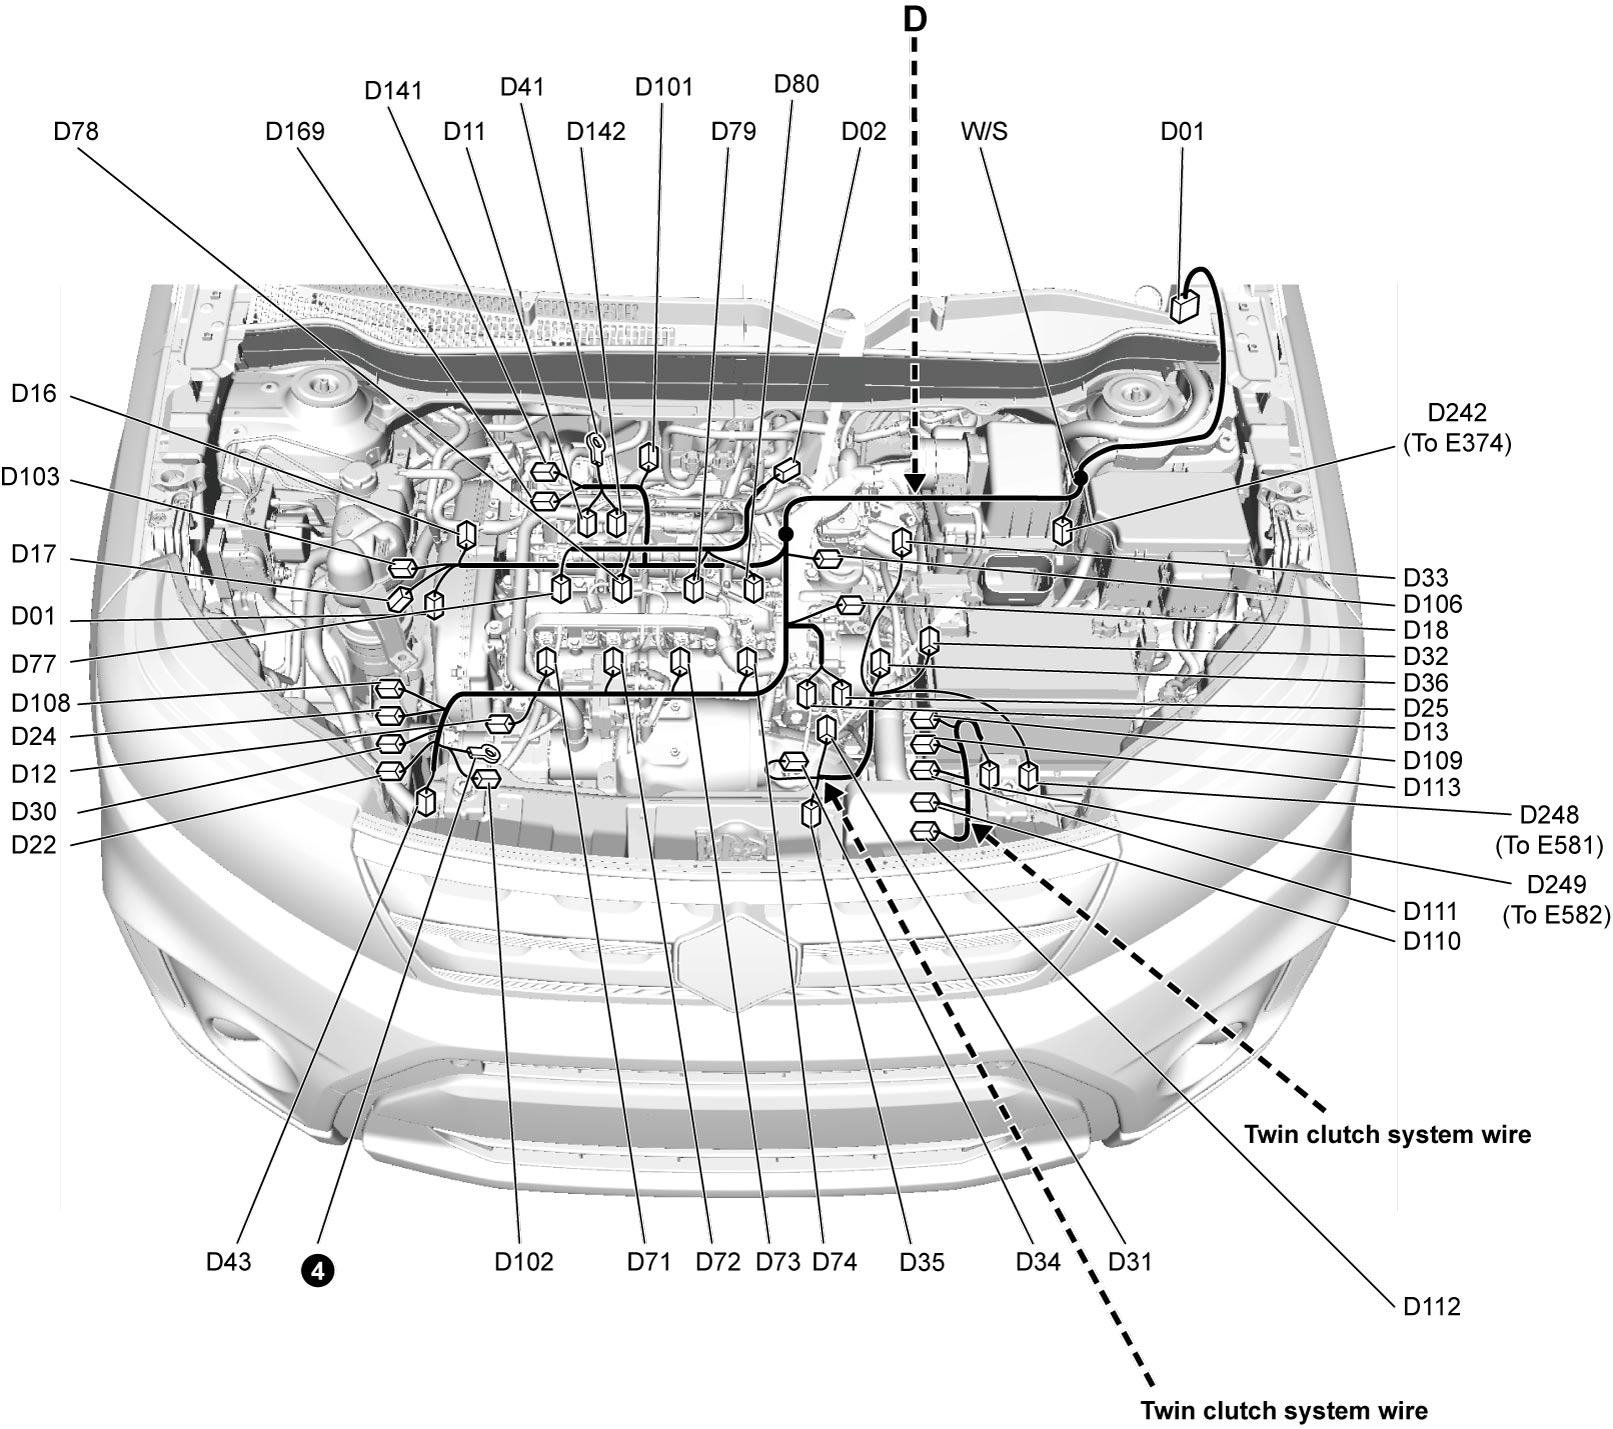 D
D141
D41
D101
D80
D78
D169
D11
D142
D79
D02
W/S
D01
D16
D103
D17
D01
D77
D108
D24
D12
D30
D22
D242
(To E374)
D33
D106
D18
D32
D36
D25
D13
D109
D113
D248
(To E581)
D249
(To E582)
D111
D110
Twin clutch system wire
D43
4
D102
D71
D72
D73
D74
D35
D34
D31
D112
Twin clutch system wire